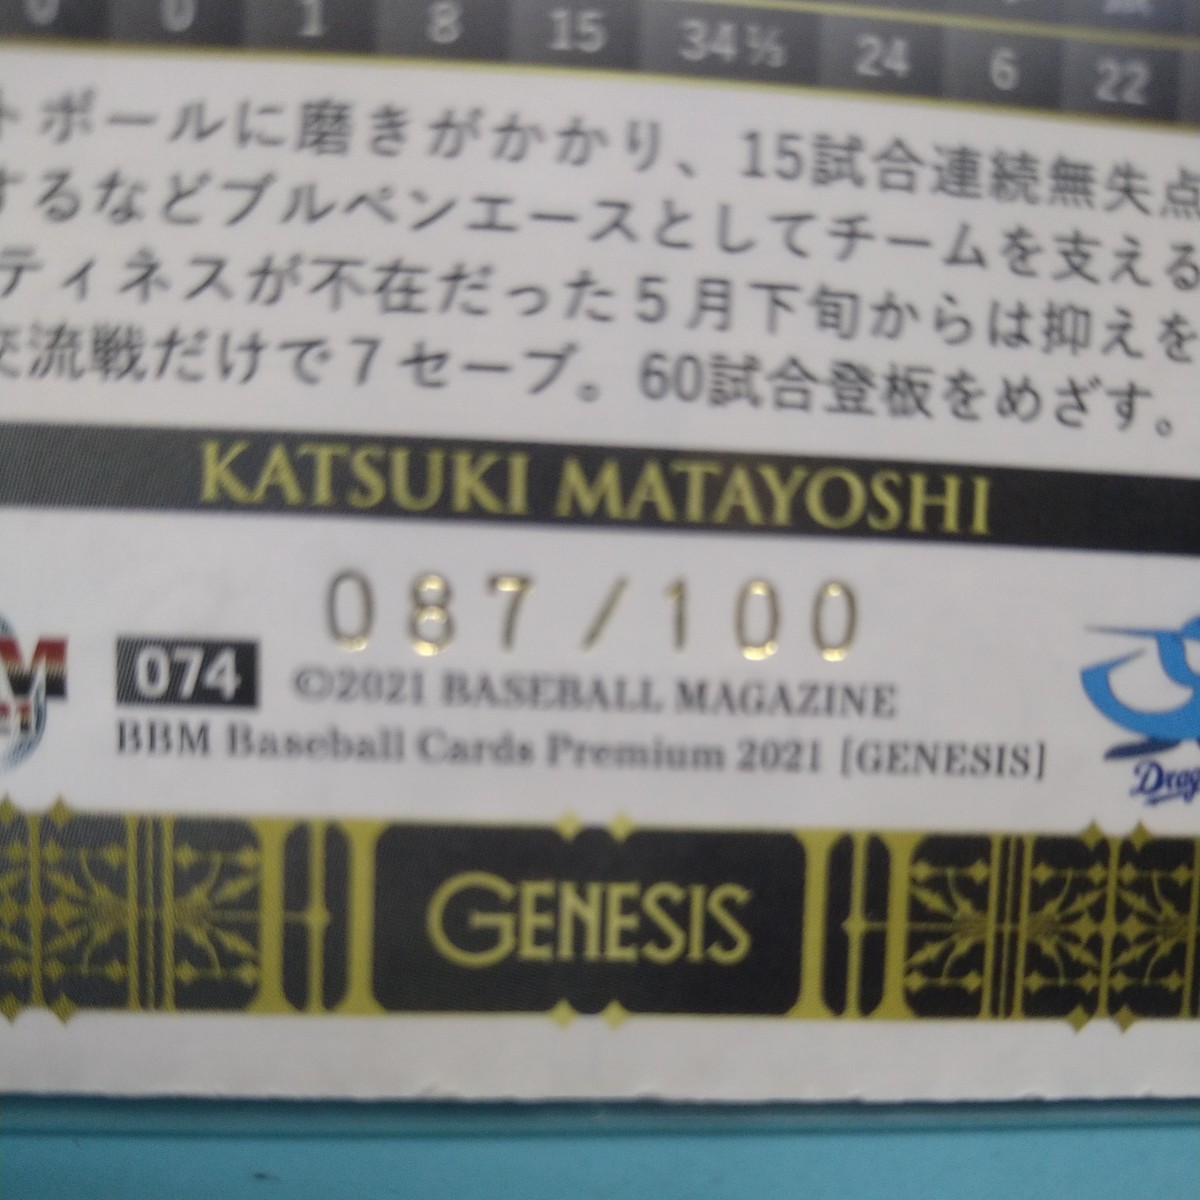 0 0 1 8 15 34⅓ 24 6 22
トボールに磨きがかかり、15試合連続無失点
するなどブルペンエースとしてチームを支える
ティネスが不在だった5月下旬からは抑えを
交流戦だけで7セーブ。60試合登板をめざす。
KATSUKI MATAYOSHI
087/100
074 ©2021 BASEBALL MAGAZINE
BBM Baseball Cards Premium 2021 [GENESIS]
GENESIS